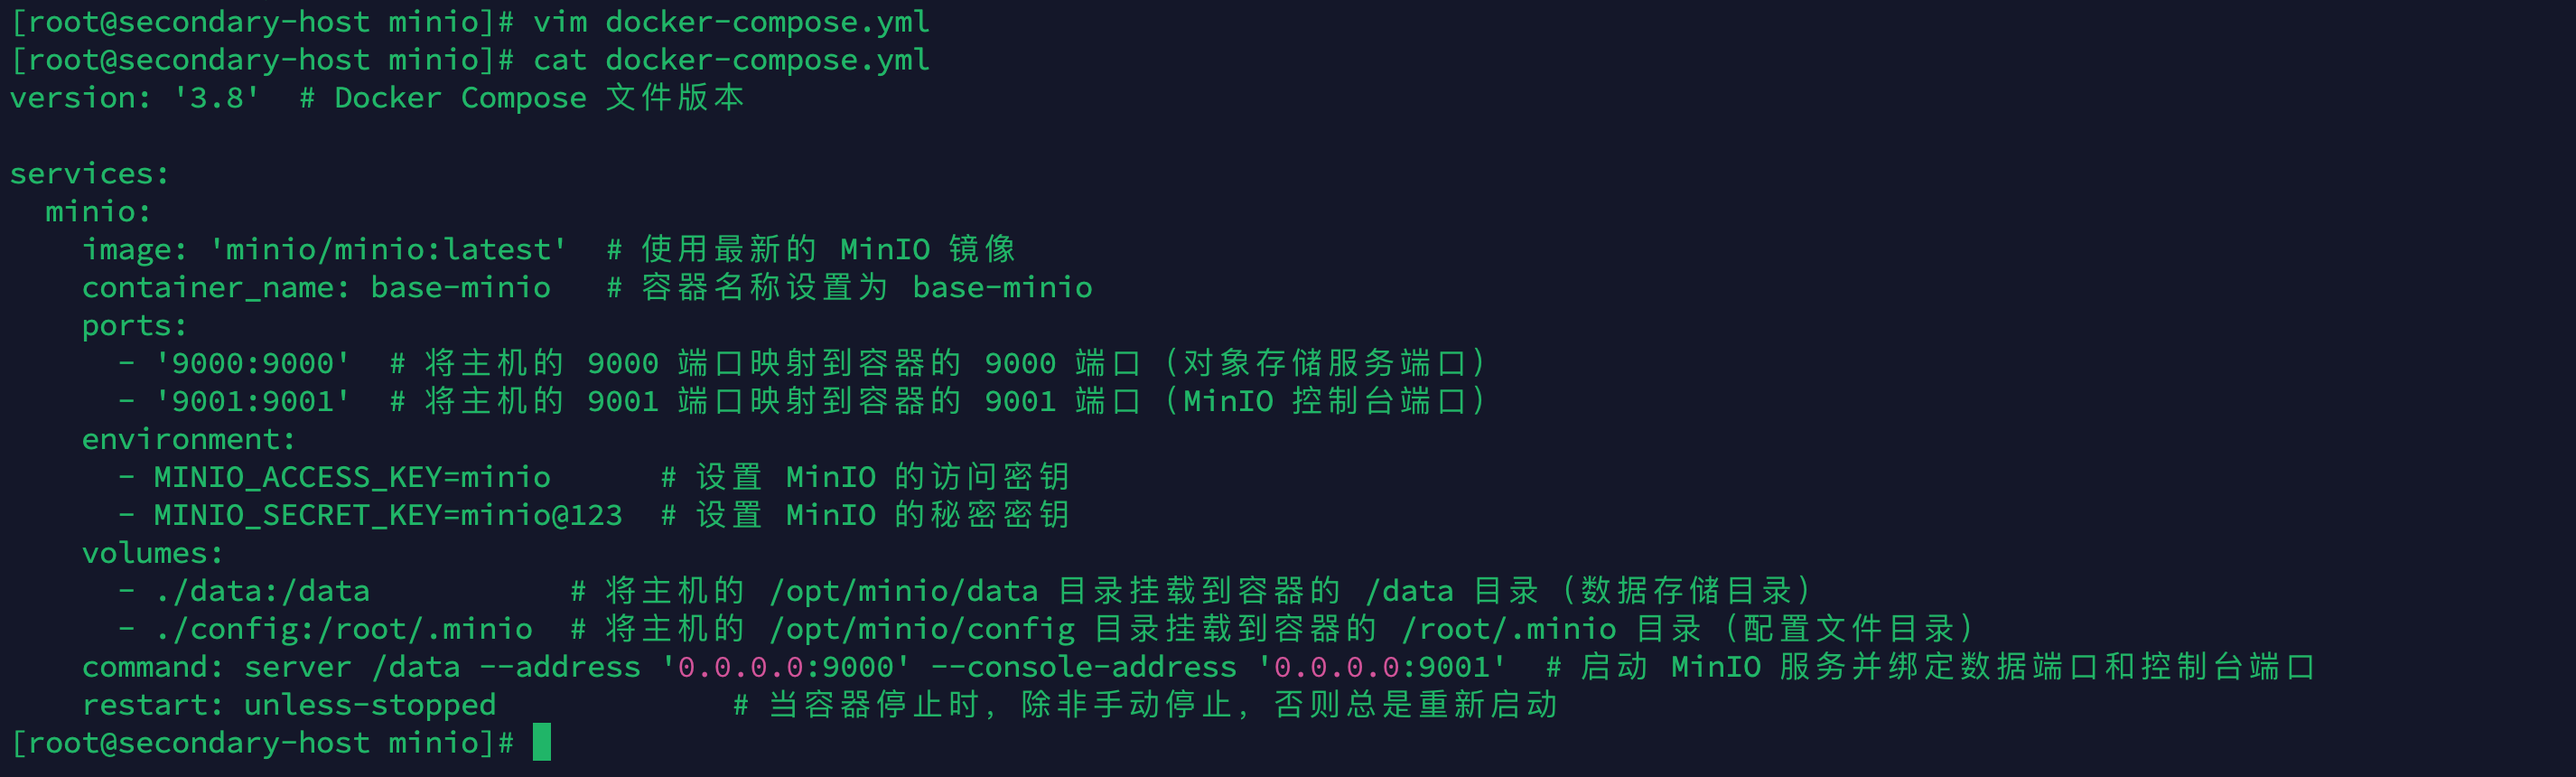 [root@secondary-host minio]# vim docker-compose.yml
[root@secondary-host minio]# cat docker-compose.yml
version: '3.8'  # Docker Compose 文件版本

services:
  minio:
    image: 'minio/minio:latest'  # 使用最新的 MinIO 镜像
    container_name: base-minio   # 容器名称设置为 base-minio
    ports:
      - '9000:9000'  # 将主机的 9000 端口映射到容器的 9000 端口（对象存储服务端口）
      - '9001:9001'  # 将主机的 9001 端口映射到容器的 9001 端口（MinIO 控制台端口）
    environment:
      - MINIO_ACCESS_KEY=minio      # 设置 MinIO 的访问密钥
      - MINIO_SECRET_KEY=minio@123  # 设置 MinIO 的秘密密钥
    volumes:
      - ./data:/data           # 将主机的 /opt/minio/data 目录挂载到容器的 /data 目录（数据存储目录）
      - ./config:/root/.minio  # 将主机的 /opt/minio/config 目录挂载到容器的 /root/.minio 目录（配置文件目录）
    command: server /data --address '0.0.0.0:9000' --console-address '0.0.0.0:9001'  # 启动 MinIO 服务并绑定数据端口和控制台端口
    restart: unless-stopped             # 当容器停止时，除非手动停止，否则总是重新启动
[root@secondary-host minio]#